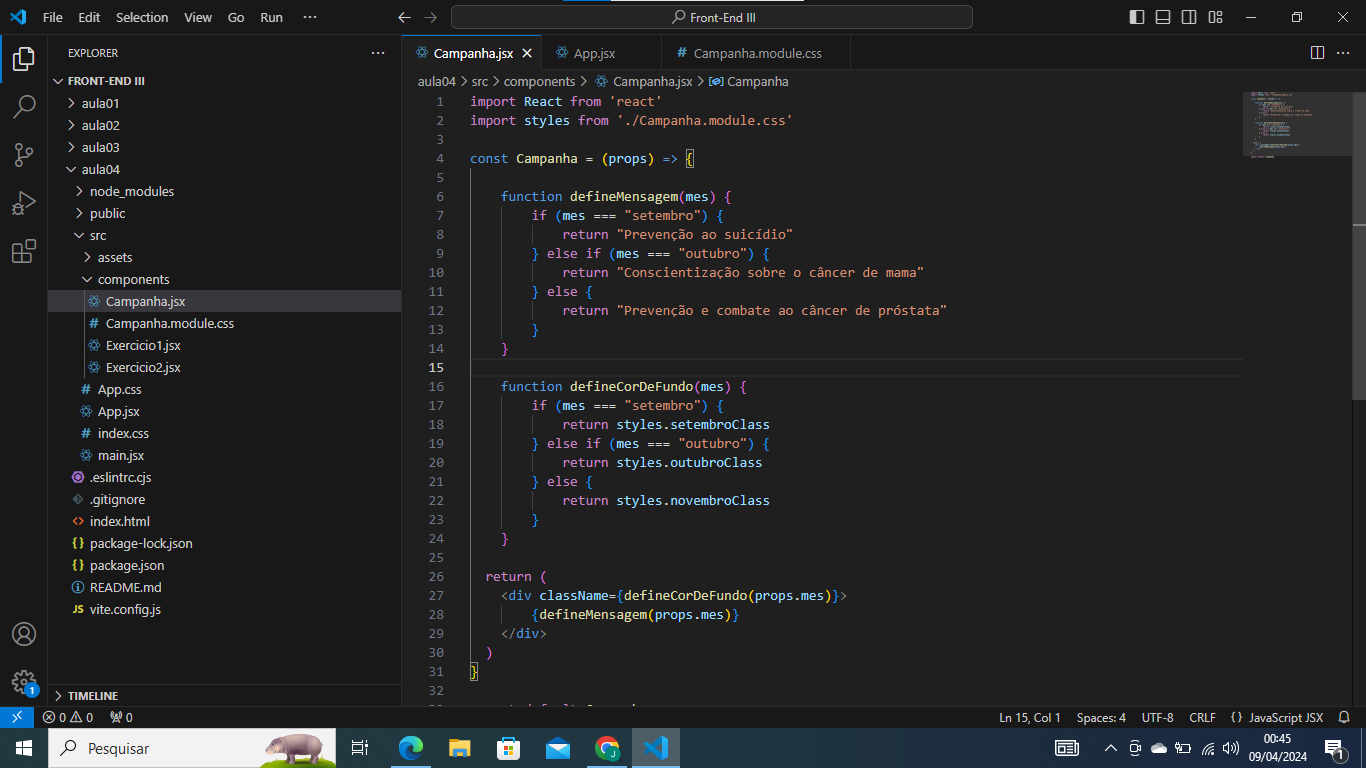 File Edit Selection View Go Run ···
Front-End III
EXPLORER
Campanha.jsx
App.jsx
Campanha.module.css
FRONT-END III
aula01
aula02
aula03
aula04
node_modules
public
src
assets
components
Campanha.jsx
Campanha.module.css
Exercicio1.jsx
Exercicio2.jsx
App.css
App.jsx
index.css
main.jsx
.eslintrc.cjs
.gitignore
index.html
package-lock.json
package.json
README.md
JS vite.config.js
TIMELINE
aula04 > src > components > Campanha.jsx > Campanha
1 import React from 'react'
2 import styles from './Campanha.module.css'
3
4 const Campanha = (props) => {
5
6 function defineMensagem(mes) {
7 if (mes === "setembro") {
8 return "Prevenção ao suicídio"
9 } else if (mes === "outubro") {
10 return "Conscientização sobre o câncer de mama"
11 } else {
12 return "Prevenção e combate ao câncer de próstata"
13 }
14 }
15
16 function defineCorDeFundo(mes) {
17 if (mes === "setembro") {
18 return styles.setembroClass
19 } else if (mes === "outubro") {
20 return styles.outubroClass
21 } else {
22 return styles.novembroClass
23 }
24 }
25
26 return (
27 <div className={defineCorDeFundo(props.mes)}>
28 {defineMensagem(props.mes)}
29 </div>
30 )
31 }
32
1
0 0 0
Ln 15, Col 1 Spaces: 4 UTF-8 CRLF {} JavaScript JSX
Pesquisar
00:45
09/04/2024
1